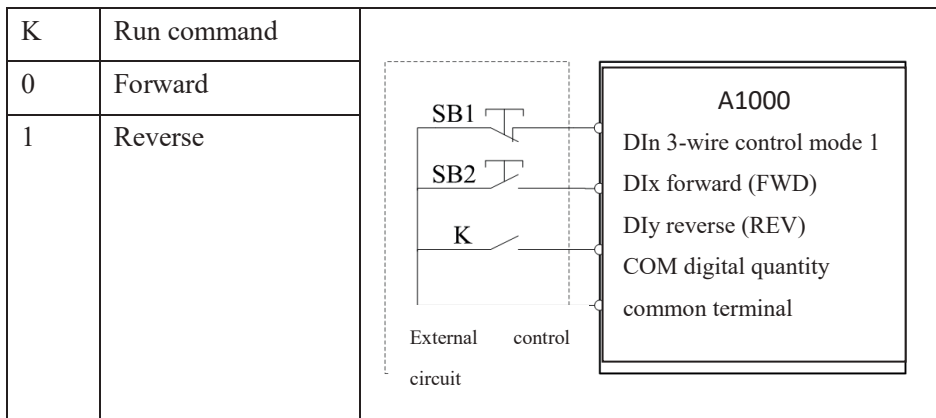 K Run command
0 Forward
1 Reverse
SB1
SB2
K
External control
circuit
A1000
DIn 3-wire control mode 1
DIx forward (FWD)
DIy reverse (REV)
COM digital quantity
common terminal